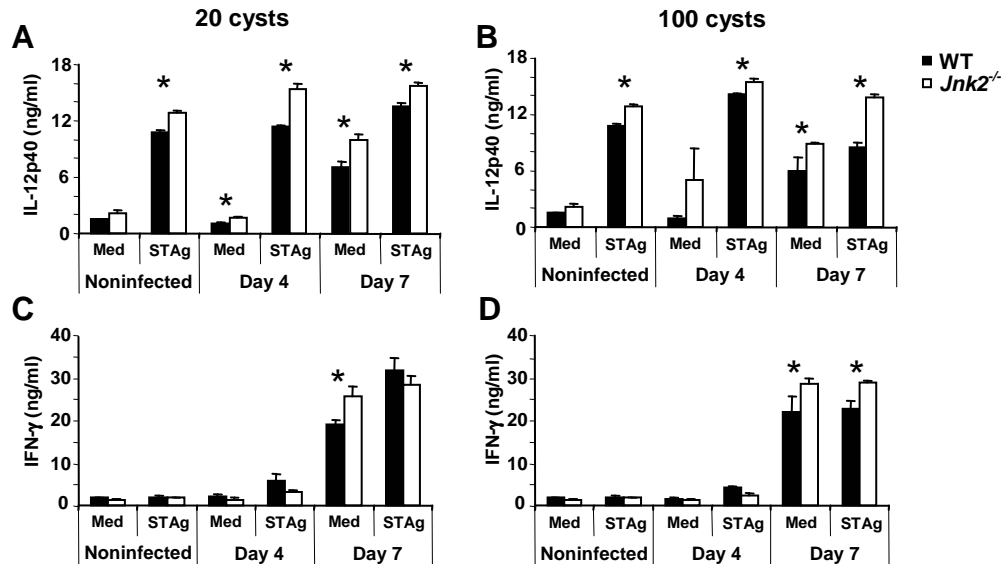 20 cysts
100 cysts
A
IL-12p40 (ng/ml)
18
12
6
0
Med STAg Med STAg Med STAg
Noninfected Day 4 Day 7
B
IL-12p40 (ng/ml)
18
12
6
0
Med STAg Med STAg Med STAg
Noninfected Day 4 Day 7
WT
Jnk2-/-
C
IFN-γ (ng/ml)
40
30
20
10
0
Med STAg Med STAg Med STAg
Noninfected Day 4 Day 7
D
IFN-γ (ng/ml)
40
30
20
10
0
Med STAg Med STAg Med STAg
Noninfected Day 4 Day 7